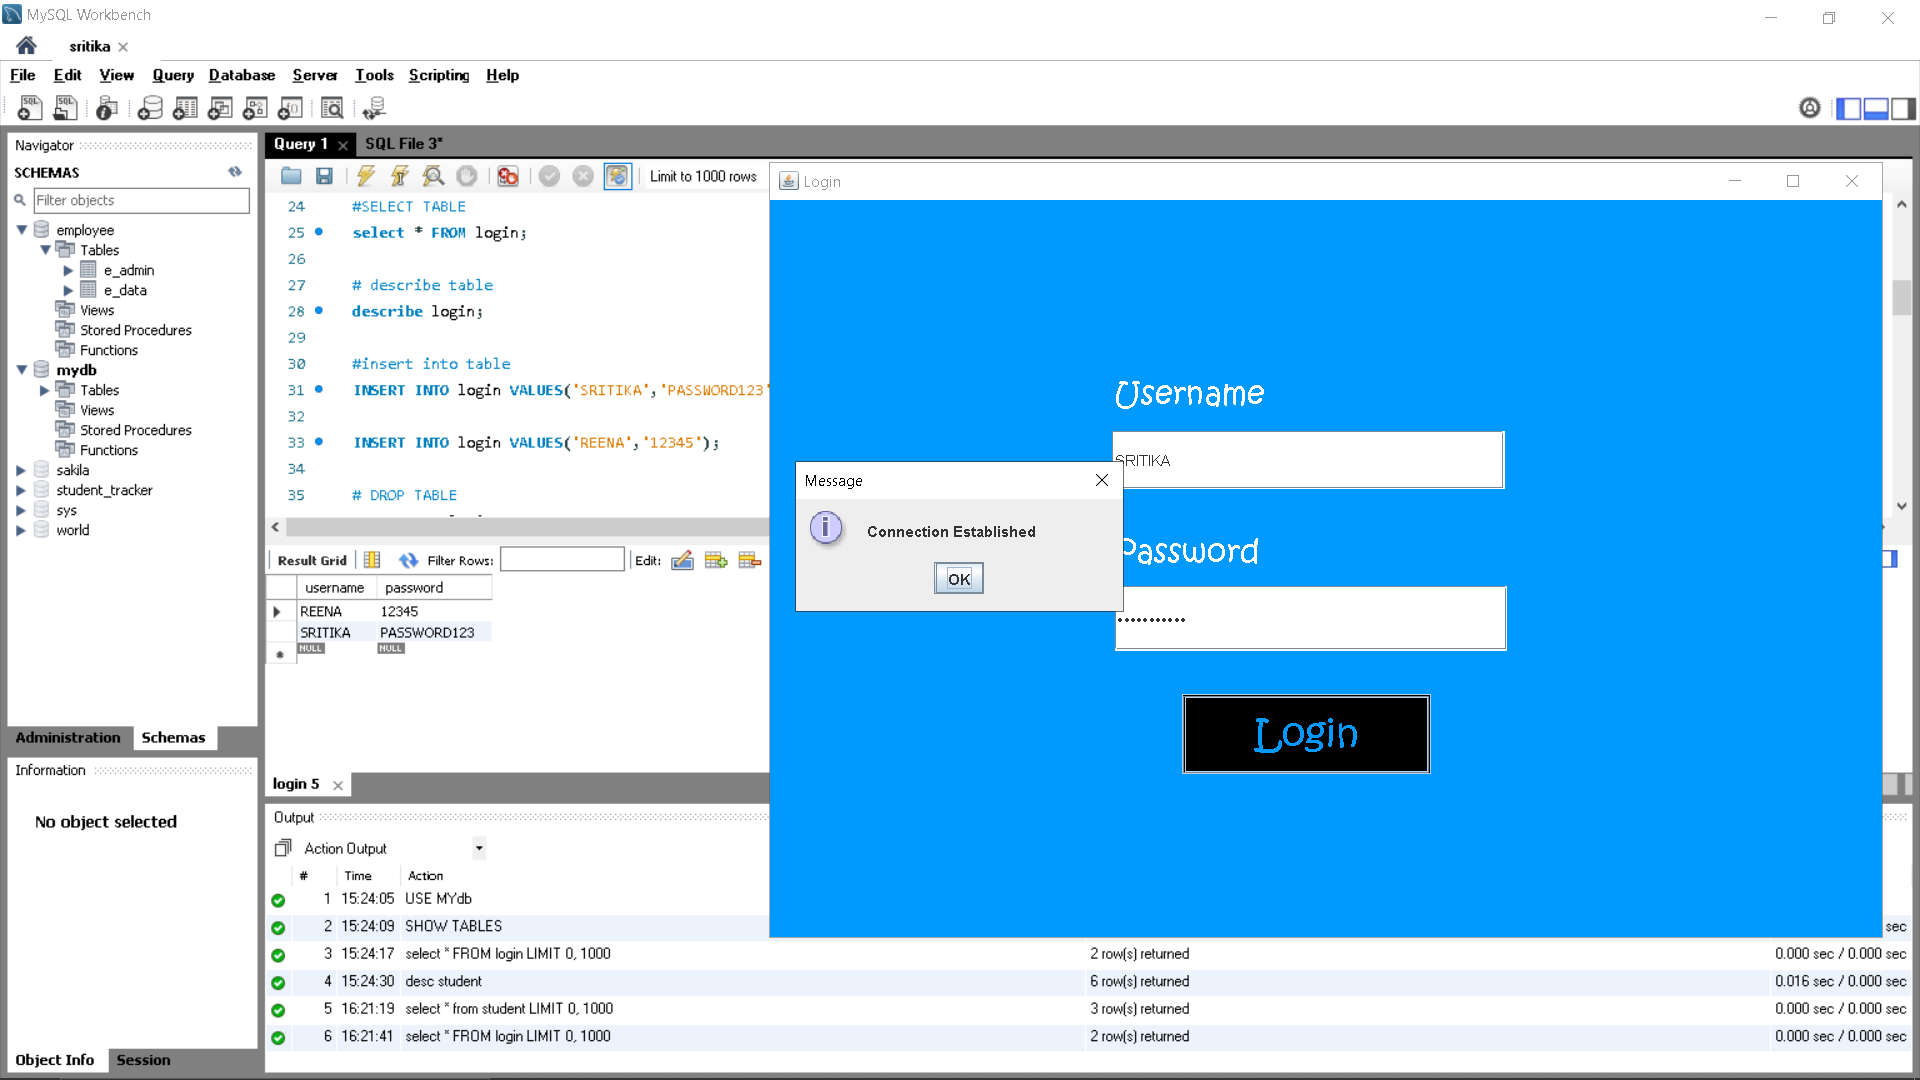 MySQL Workbench
sritika
File Edit View Query Database Server Tools Scripting Help
Navigator
SCHEMAS
Filter objects
employee
Tables
e_admin
e_data
Views
Stored Procedures
Functions
mydb
Tables
Views
Stored Procedures
Functions
sakila
student_tracker
sys
world
Administration Schemas
Information
No object selected
Object Info Session
Query 1 SQL File 3*
Limit to 1000 rows
24 #SELECT TABLE
25 select * FROM login;
26
27 # describe table
28 describe login;
29
30 #insert into table
31 INSERT INTO login VALUES('SRITIKA','PASSWORD123'
32
33 INSERT INTO login VALUES('REENA','12345');
34
35 # DROP TABLE
Result Grid Filter Rows: Edit:
username password
REENA 12345
SRITIKA PASSWORD123
NULL NULL
login 5
Output
Action Output
# Time Action
1 15:24:05 USE MYdb
2 15:24:09 SHOW TABLES sec
3 15:24:17 select * FROM login LIMIT 0, 1000 2 row(s) returned 0.000 sec / 0.000 sec
4 15:24:30 desc student 6 row(s) returned 0.016 sec / 0.000 sec
5 16:21:19 select * from student LIMIT 0, 1000 3 row(s) returned 0.000 sec / 0.000 sec
6 16:21:41 select * FROM login LIMIT 0, 1000 2 row(s) returned 0.000 sec / 0.000 sec
Login
Username
SRITIKA
Password
•••••••••••
Login
Message
Connection Established
OK